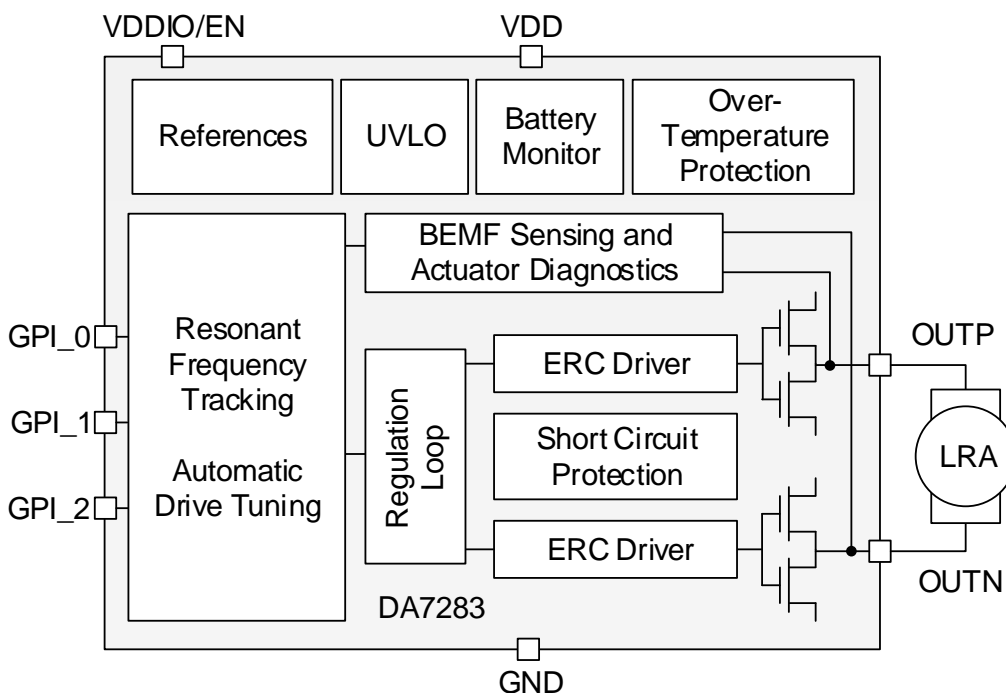 VDDIO/EN
VDD
References
UVLO
Battery
Monitor
Over-
Temperature
Protection
BEMF Sensing and
Actuator Diagnostics
GPI_0
GPI_1
GPI_2
Resonant
Frequency
Tracking
Automatic
Drive Tuning
Regulation
Loop
ERC Driver
Short Circuit
Protection
ERC Driver
OUTP
LRA
OUTN
DA7283
GND